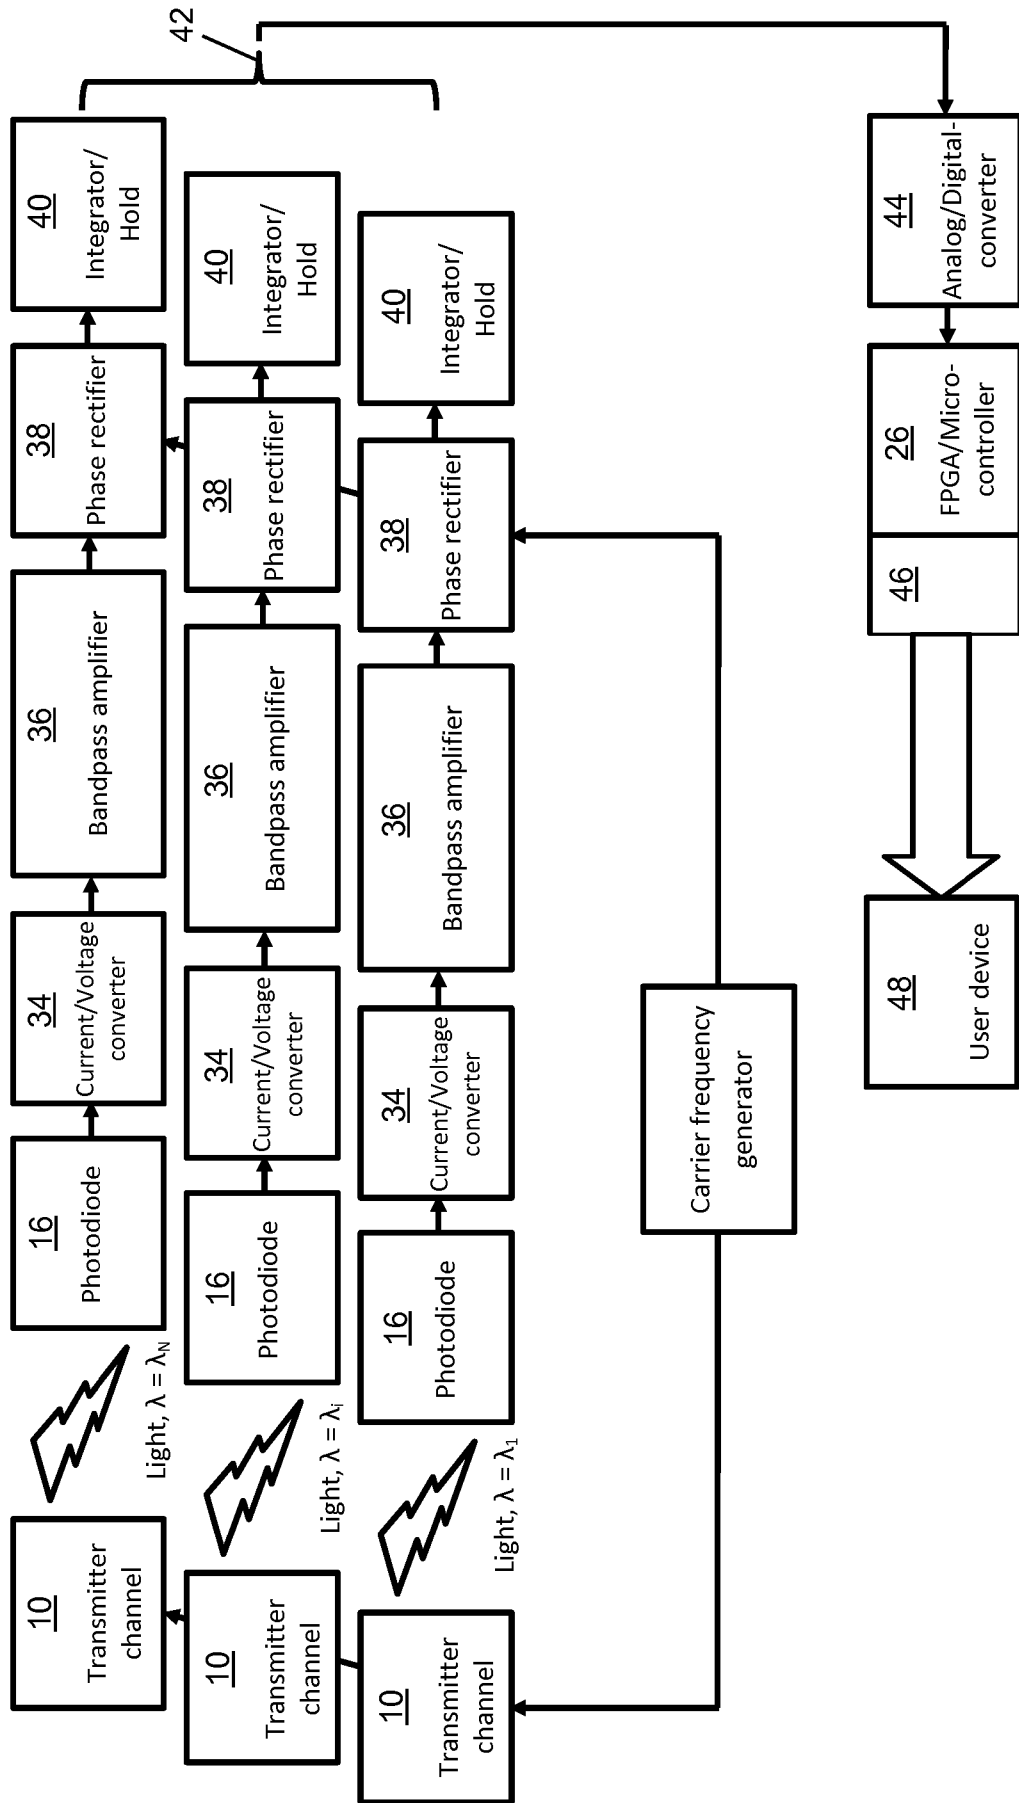 10
Transmitter
channel
Light, λ = λN
16
Photodiode
34
Current/Voltage
converter
36
Bandpass amplifier
38
Phase rectifier
40
Integrator/
Hold
10
Transmitter
channel
Light, λ = λi
16
Photodiode
34
Current/Voltage
converter
36
Bandpass amplifier
38
Phase rectifier
40
Integrator/
Hold
10
Transmitter
channel
Light, λ = λ1
16
Photodiode
34
Current/Voltage
converter
36
Bandpass amplifier
38
Phase rectifier
40
Integrator/
Hold
42
Carrier frequency
generator
48
User device
46
26
FPGA/Micro-
controller
44
Analog/Digital-
converter